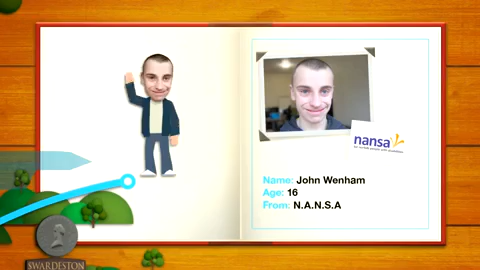 nansa
Name: John Wenham
Age: 16
From: N.A.N.S.A
SWARDESTON